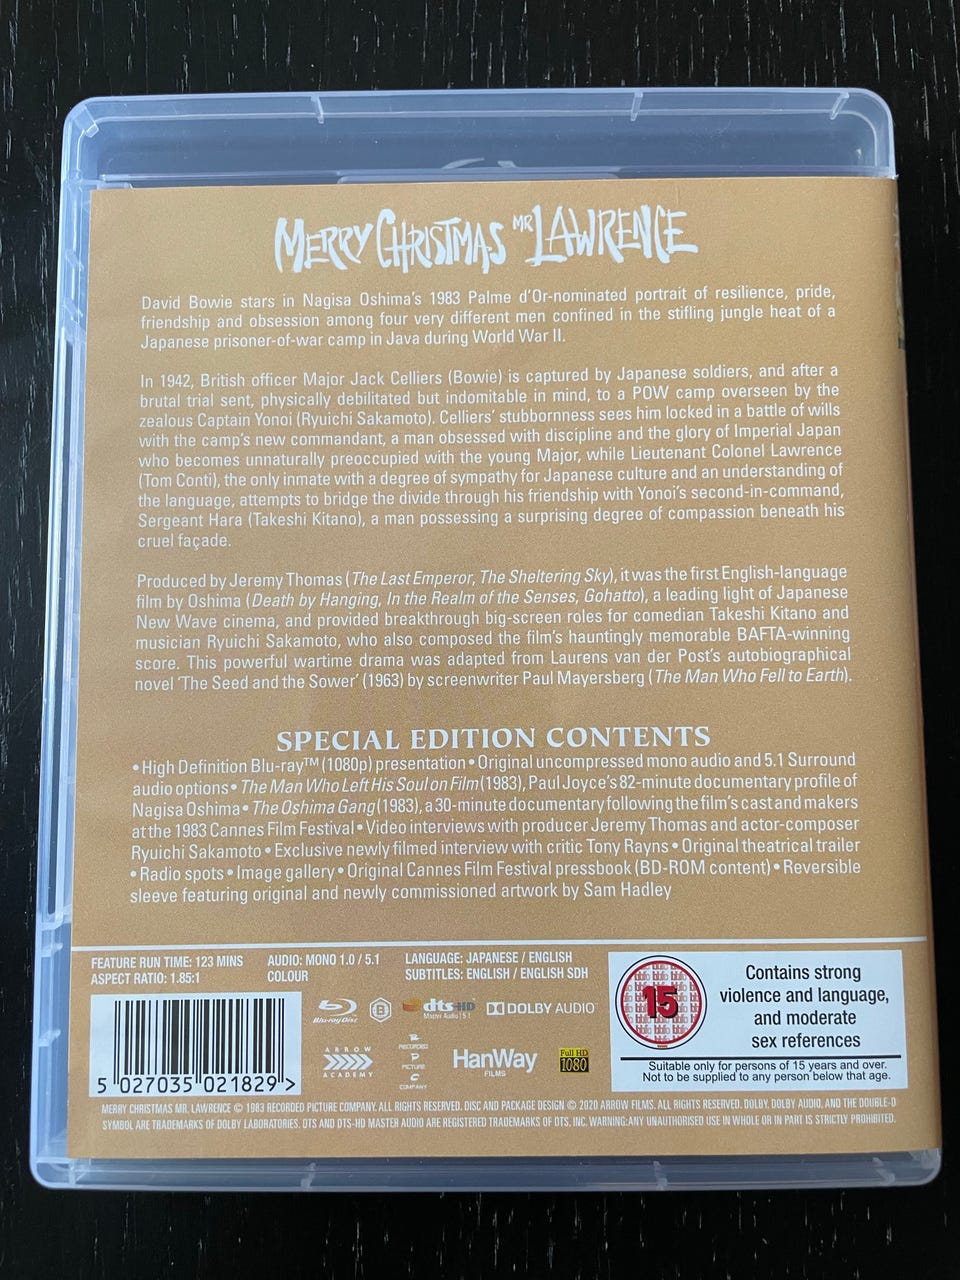 MERRY CHRISTMAS MR LAWRENCE
David Bowie stars in Nagisa Oshima's 1983 Palme d'Or-nominated portrait of resilience, pride,
friendship and obsession among four very different men confined in the stifling jungle heat of a
Japanese prisoner-of-war camp in Java during World War II.
In 1942, British officer Major Jack Celliers (Bowie) is captured by Japanese soldiers, and after a
brutal trial sent, physically debilitated but indomitable in mind, to a POW camp overseen by the
zealous Captain Yonoi (Ryuichi Sakamoto). Celliers' stubbornness sees him locked in a battle of wills
with the camp's new commandant, a man obsessed with discipline and the glory of Imperial Japan
who becomes unnaturally preoccupied with the young Major, while Lieutenant Colonel Lawrence
(Tom Conti), the only inmate with a degree of sympathy for Japanese culture and an understanding of
the language, attempts to bridge the divide through his friendship with Yonoi's second-in-command,
Sergeant Hara (Takeshi Kitano), a man possessing a surprising degree of compassion beneath his
cruel façade.
Produced by Jeremy Thomas (The Last Emperor, The Sheltering Sky), it was the first English-language
film by Oshima (Death by Hanging, In the Realm of the Senses, Gohatto), a leading light of Japanese
New Wave cinema, and provided breakthrough big-screen roles for comedian Takeshi Kitano and
musician Ryuichi Sakamoto, who also composed the film's hauntingly memorable BAFTA-winning
score. This powerful wartime drama was adapted from Laurens van der Post's autobiographical
novel 'The Seed and the Sower' (1963) by screenwriter Paul Mayersberg (The Man Who Fell to Earth).
SPECIAL EDITION CONTENTS
• High Definition Blu-ray™ (1080p) presentation • Original uncompressed mono audio and 5.1 Surround
audio options • The Man Who Left His Soul on Film (1983), Paul Joyce's 82-minute documentary profile of
Nagisa Oshima • The Oshima Gang (1983), a 30-minute documentary following the film's cast and makers
at the 1983 Cannes Film Festival • Video interviews with producer Jeremy Thomas and actor-composer
Ryuichi Sakamoto • Exclusive newly filmed interview with critic Tony Rayns • Original theatrical trailer
• Radio spots • Image gallery • Original Cannes Film Festival pressbook (BD-ROM content) • Reversible
sleeve featuring original and newly commissioned artwork by Sam Hadley
FEATURE RUN TIME: 123 MINS
ASPECT RATIO: 1.85:1
AUDIO: MONO 1.0 / 5.1
COLOUR
LANGUAGE: JAPANESE / ENGLISH
SUBTITLES: ENGLISH / ENGLISH SDH
5 027035 021829 >
Blu-ray Disc
B
dts-HD
Master Audio | 5.1
DOLBY AUDIO™
ARROW
ACADEMY
R
RECORDED
P
PICTURE
C
COMPANY
HanWay
FILMS
Full HD
1080
bbfc
15
Contains strong
violence and language,
and moderate
sex references
Suitable only for persons of 15 years and over.
Not to be supplied to any person below that age.
MERRY CHRISTMAS MR. LAWRENCE © 1983 RECORDED PICTURE COMPANY. ALL RIGHTS RESERVED. DISC AND PACKAGE DESIGN © 2020 ARROW FILMS. ALL RIGHTS RESERVED. DOLBY, DOLBY AUDIO, AND THE DOUBLE-D
SYMBOL ARE TRADEMARKS OF DOLBY LABORATORIES. DTS AND DTS-HD MASTER AUDIO ARE REGISTERED TRADEMARKS OF DTS, INC. WARNING: ANY UNAUTHORISED USE IN WHOLE OR IN PART IS STRICTLY PROHIBITED.